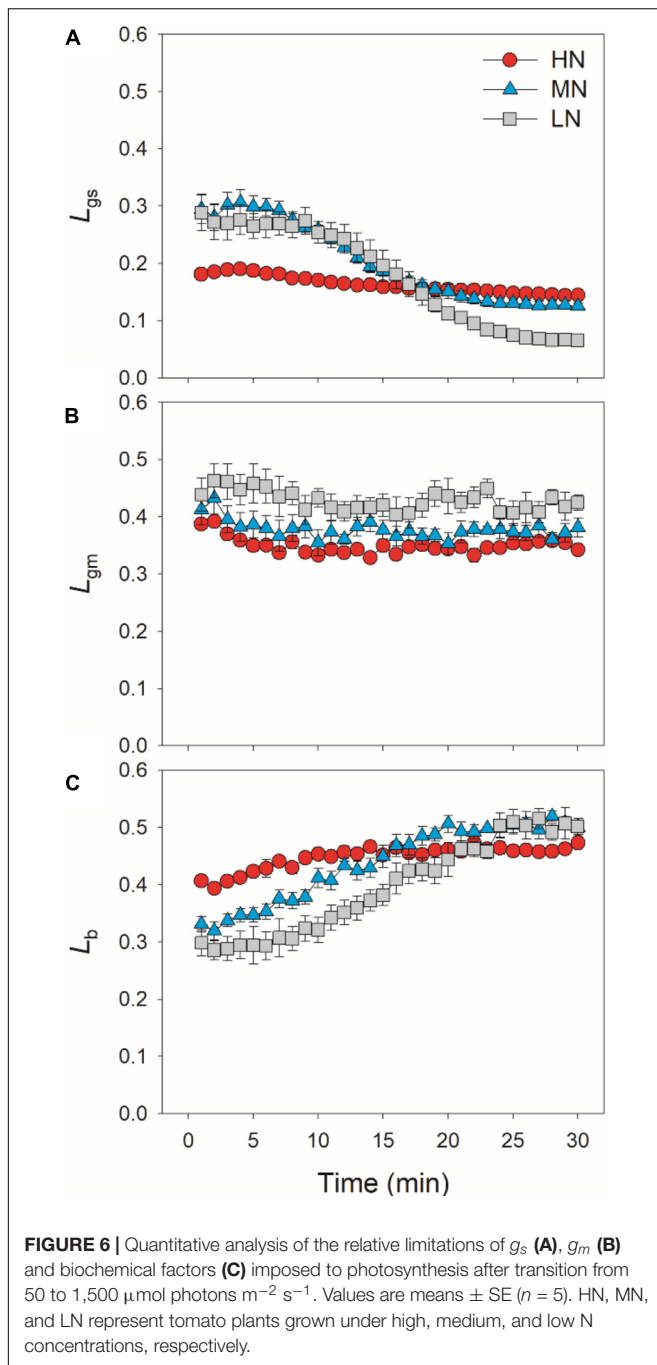 A
0.6
0.5
0.4
0.3
0.2
0.1
0.0
Lgs
HN
MN
LN
B
0.6
0.5
0.4
0.3
0.2
0.1
0.0
Lgm
C
0.6
0.5
0.4
0.3
0.2
0.1
0.0
Lb
0 5 10 15 20 25 30
Time (min)
FIGURE 6 | Quantitative analysis of the relative limitations of gs (A), gm (B)
and biochemical factors (C) imposed to photosynthesis after transition from
50 to 1,500 μmol photons m−2 s−1. Values are means ± SE (n = 5). HN, MN,
and LN represent tomato plants grown under high, medium, and low N
concentrations, respectively.